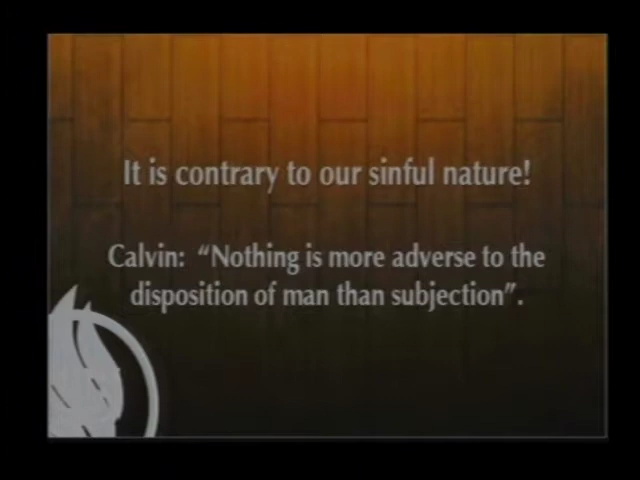 It is contrary to our sinful nature!
Calvin: “Nothing is more adverse to the
disposition of man than subjection”.